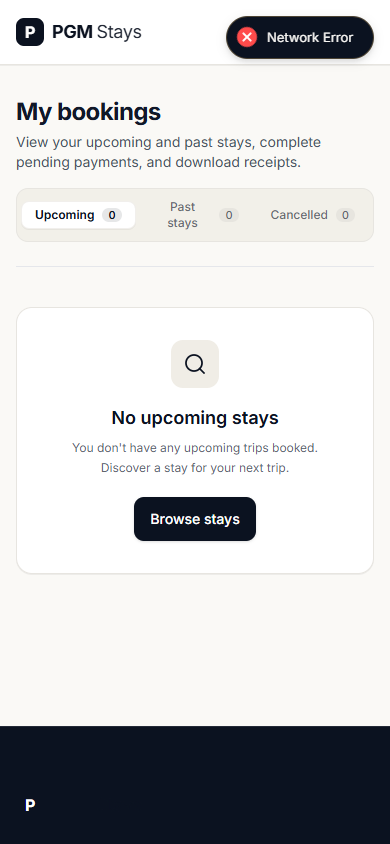 P PGM Stays
Network Error
My bookings
View your upcoming and past stays, complete
pending payments, and download receipts.
Upcoming 0
Past
stays 0
Cancelled 0
No upcoming stays
You don't have any upcoming trips booked.
Discover a stay for your next trip.
Browse stays
P